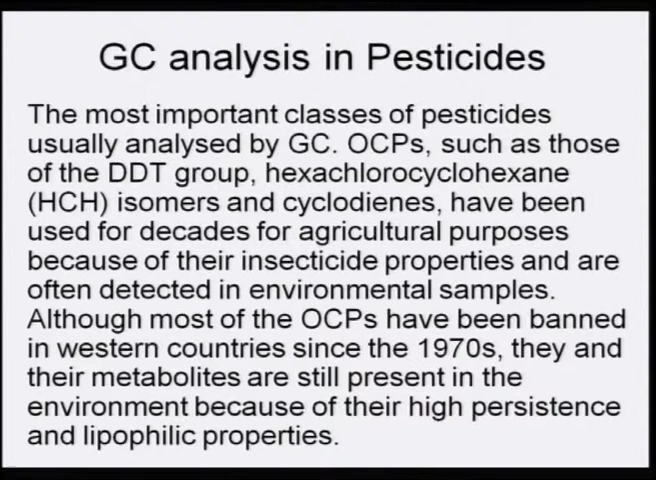 GC analysis in Pesticides
The most important classes of pesticides
usually analysed by GC. OCPs, such as those
of the DDT group, hexachlorocyclohexane
(HCH) isomers and cyclodienes, have been
used for decades for agricultural purposes
because of their insecticide properties and are
often detected in environmental samples.
Although most of the OCPs have been banned
in western countries since the 1970s, they and
their metabolites are still present in the
environment because of their high persistence
and lipophilic properties.